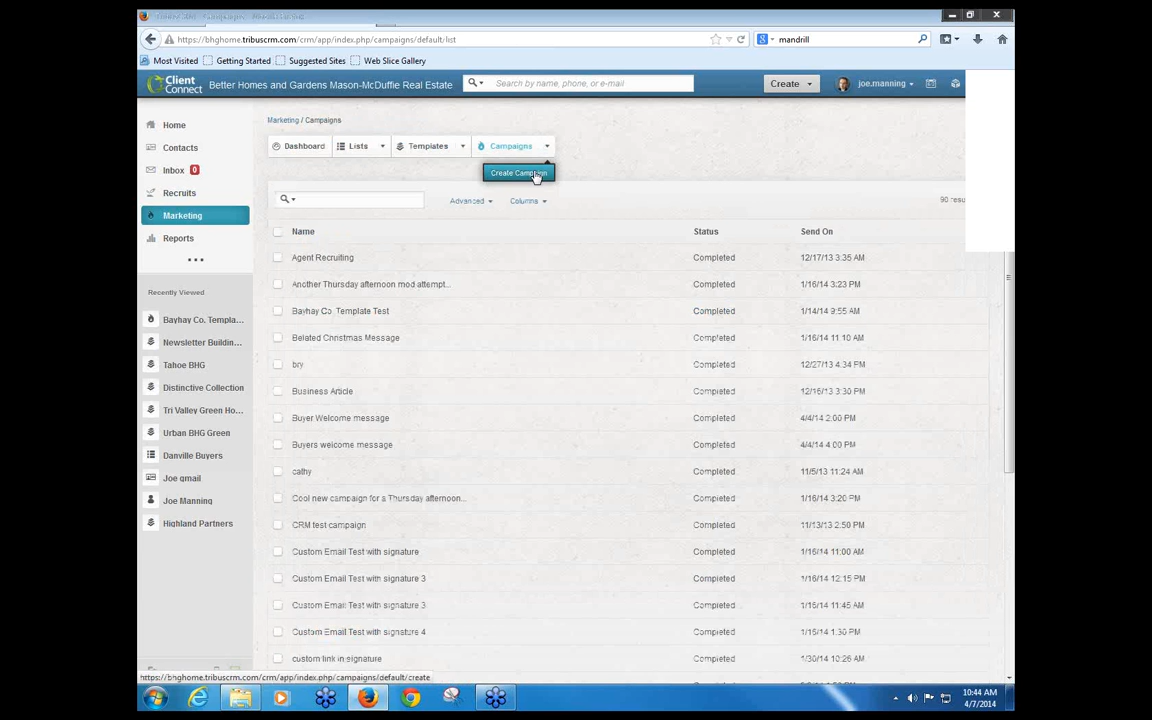 https://bhghome.tribuscrm.com/crm/app/index.php/campaigns/default/list
mandrill
Most Visited Getting Started Suggested Sites Web Slice Gallery
Client Connect
Better Homes and Gardens Mason-McDuffie Real Estate
Search by name, phone, or e-mail
Create
joe.manning
Marketing / Campaigns
Dashboard Lists Templates Campaigns
Create Campaign
Home
Contacts
Inbox 0
Recruits
Marketing
Reports
Advanced Columns
90 resu
Name Status Send On
Agent Recruiting Completed 12/17/13 3:35 AM
Another Thursday afternoon mod attempt... Completed 1/16/14 3:23 PM
Bayhay Co. Template Test Completed 1/14/14 9:55 AM
Belated Christmas Message Completed 1/16/14 11:10 AM
bry Completed 12/27/13 4:34 PM
Business Article Completed 12/16/13 3:30 PM
Buyer Welcome message Completed 4/4/14 2:00 PM
Buyers welcome message Completed 4/4/14 4:00 PM
cathy Completed 11/5/13 11:24 AM
Cool new campaign for a Thursday afternoon... Completed 1/16/14 3:20 PM
CRM test campaign Completed 11/13/13 2:50 PM
Custom Email Test with signature Completed 1/16/14 11:00 AM
Custom Email Test with signature 3 Completed 1/16/14 12:15 PM
Custom Email Test with signature 3 Completed 1/16/14 11:45 AM
Custom Email Test with signature 4 Completed 1/16/14 1:30 PM
custom link in signature Completed 1/30/14 10:26 AM
Recently Viewed
Bayhay Co. Templa...
Newsletter Buildin...
Tahoe BHG
Distinctive Collection
Tri Valley Green Ho...
Urban BHG Green
Danville Buyers
Joe gmail
Joe Manning
Highland Partners
https://bhghome.tribuscrm.com/crm/app/index.php/campaigns/default/create
10:44 AM
4/7/2014